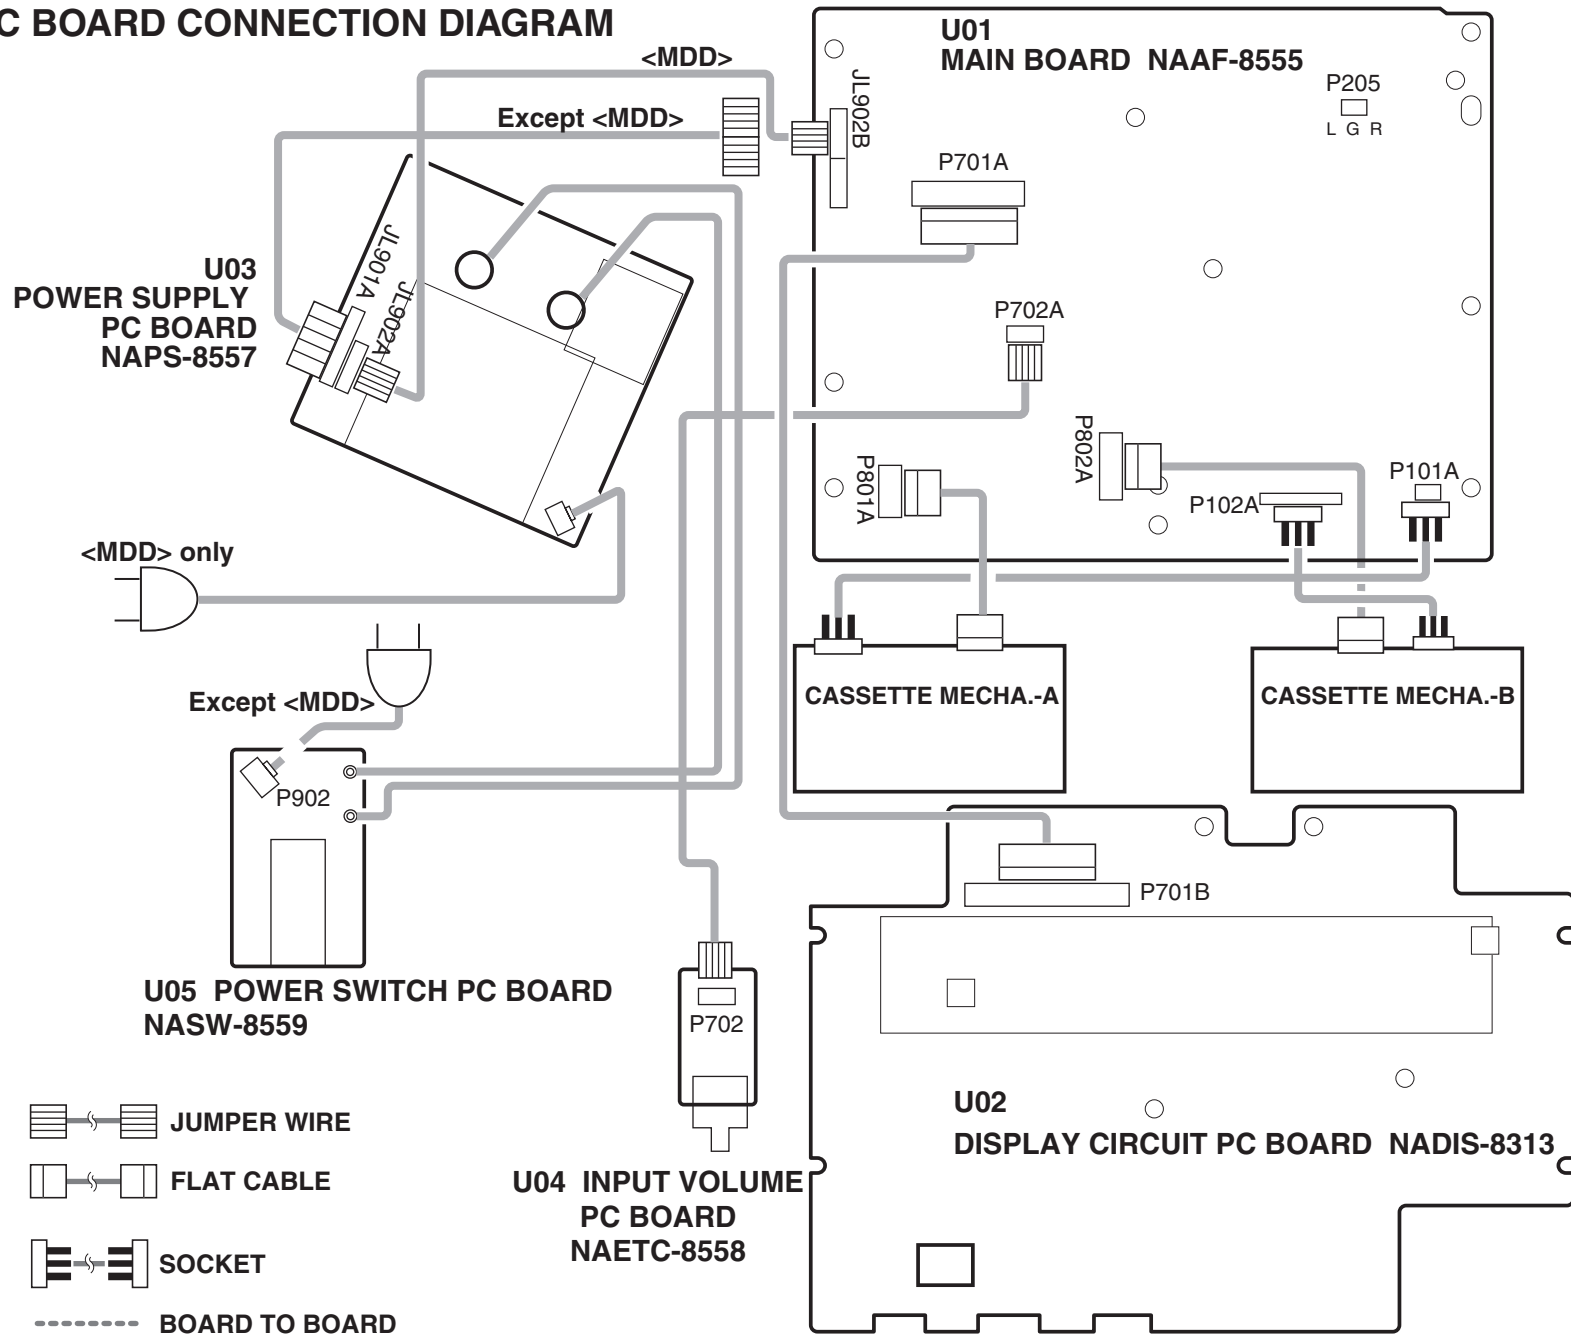 C BOARD CONNECTION DIAGRAM
<MDD>
Except <MDD>
U01
MAIN BOARD  NAAF-8555
P205
L G R
JL902B
P701A
JL901A
JL902A
U03
POWER SUPPLY
PC BOARD
NAPS-8557
P702A
P802A
P801A
P101A
P102A
<MDD> only
Except <MDD>
CASSETTE MECHA.-A
CASSETTE MECHA.-B
P902
P701B
U05  POWER SWITCH PC BOARD
NASW-8559
P702
U02
DISPLAY CIRCUIT PC BOARD  NADIS-8313
U04  INPUT VOLUME
PC BOARD
NAETC-8558
JUMPER WIRE
FLAT CABLE
SOCKET
BOARD TO BOARD